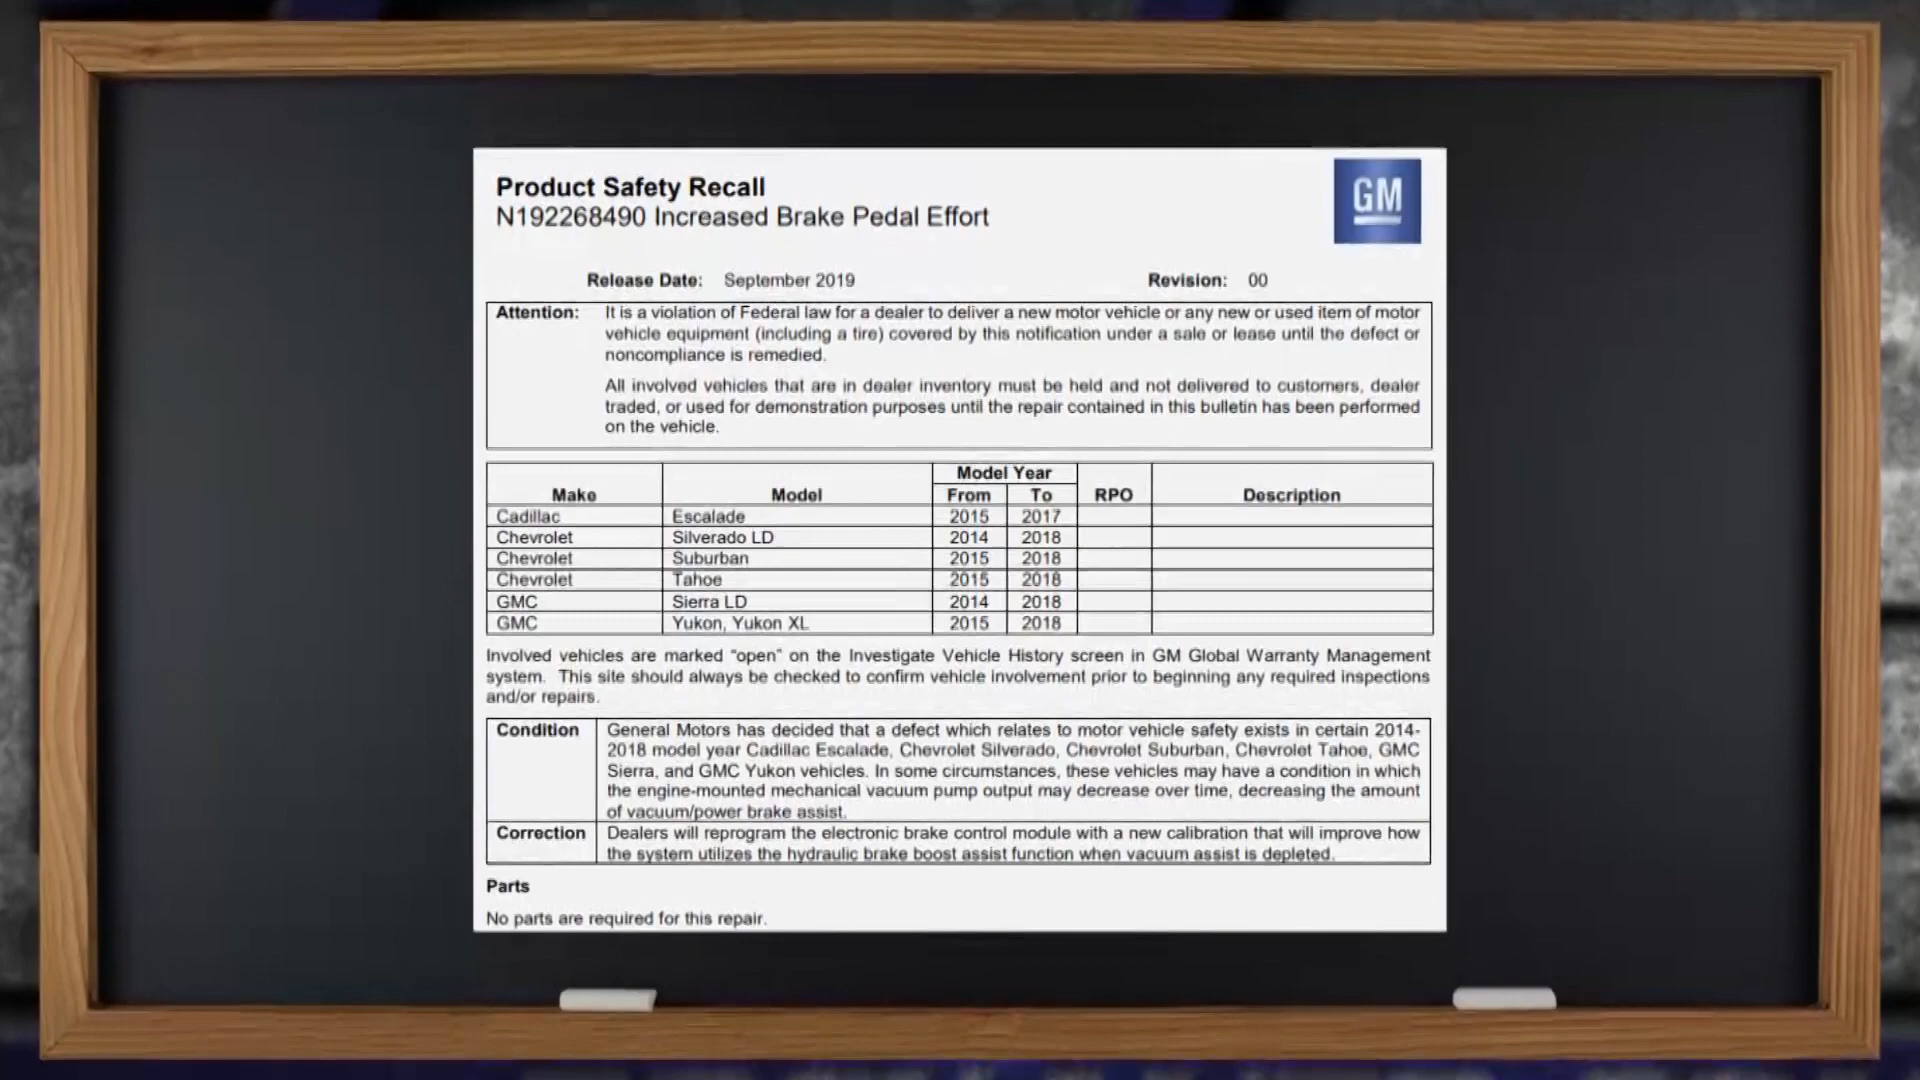 Product Safety Recall
N192268490 Increased Brake Pedal Effort
GM
Release Date: September 2019 Revision: 00
Attention: It is a violation of Federal law for a dealer to deliver a new motor vehicle or any new or used item of motor
vehicle equipment (including a tire) covered by this notification under a sale or lease until the defect or
noncompliance is remedied.
All involved vehicles that are in dealer inventory must be held and not delivered to customers, dealer
traded, or used for demonstration purposes until the repair contained in this bulletin has been performed
on the vehicle.
Model Year
Make Model From To RPO Description
Cadillac Escalade 2015 2017
Chevrolet Silverado LD 2014 2018
Chevrolet Suburban 2015 2018
Chevrolet Tahoe 2015 2018
GMC Sierra LD 2014 2018
GMC Yukon, Yukon XL 2015 2018
Involved vehicles are marked “open” on the Investigate Vehicle History screen in GM Global Warranty Management
system. This site should always be checked to confirm vehicle involvement prior to beginning any required inspections
and/or repairs.
Condition General Motors has decided that a defect which relates to motor vehicle safety exists in certain 2014-
2018 model year Cadillac Escalade, Chevrolet Silverado, Chevrolet Suburban, Chevrolet Tahoe, GMC
Sierra, and GMC Yukon vehicles. In some circumstances, these vehicles may have a condition in which
the engine-mounted mechanical vacuum pump output may decrease over time, decreasing the amount
of vacuum/power brake assist.
Correction Dealers will reprogram the electronic brake control module with a new calibration that will improve how
the system utilizes the hydraulic brake boost assist function when vacuum assist is depleted.
Parts
No parts are required for this repair.